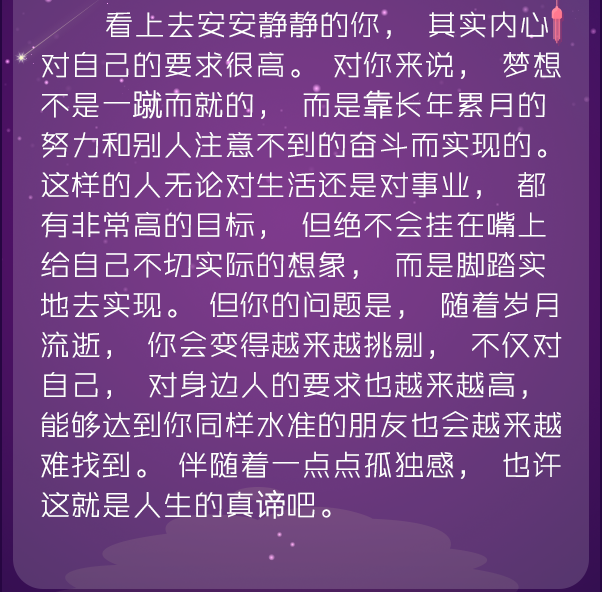 看上去安安静静的你， 其实内心
对自己的要求很高。 对你来说， 梦想
不是一蹴而就的， 而是靠长年累月的
努力和别人注意不到的奋斗而实现的。
这样的人无论对生活还是对事业， 都
有非常高的目标， 但绝不会挂在嘴上
给自己不切实际的想象， 而是脚踏实
地去实现。 但你的问题是， 随着岁月
流逝， 你会变得越来越挑剔， 不仅对
自己， 对身边人的要求也越来越高，
能够达到你同样水准的朋友也会越来越
难找到。 伴随着一点点孤独感， 也许
这就是人生的真谛吧。